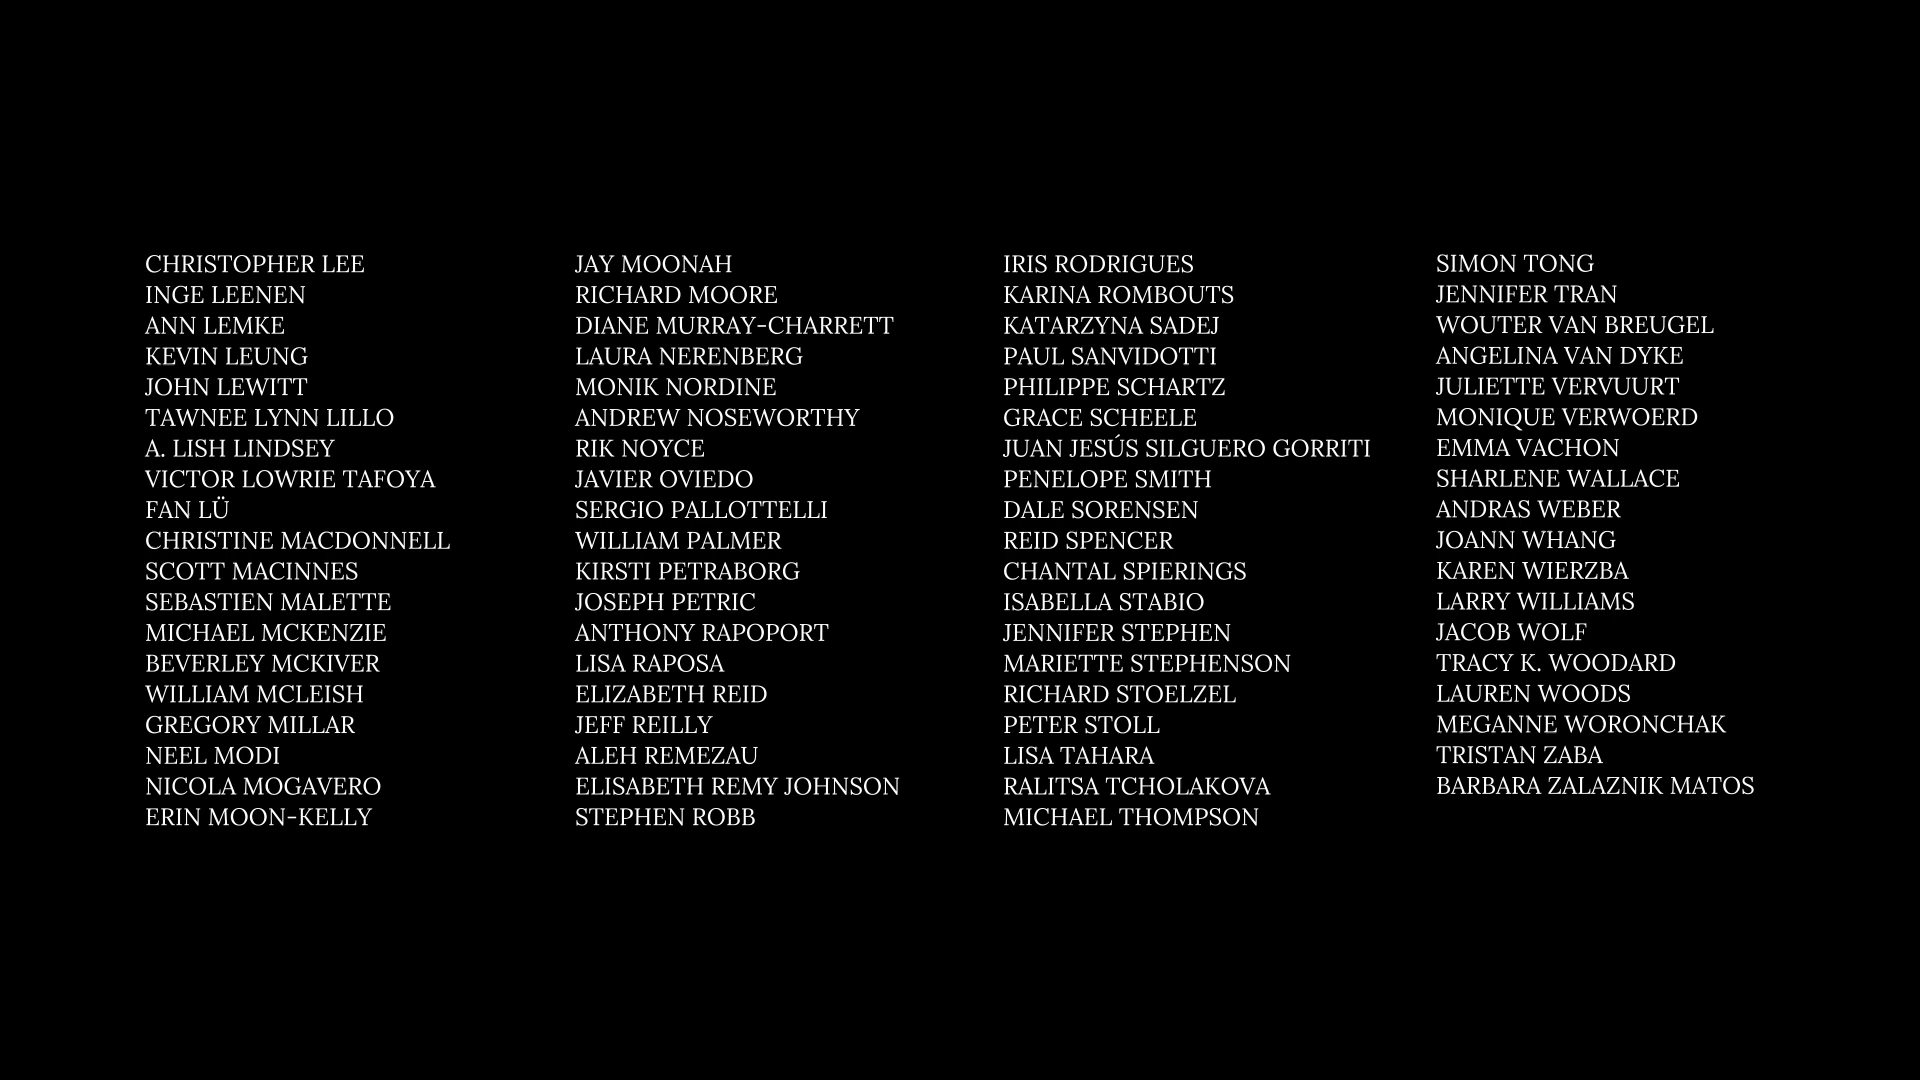 CHRISTOPHER LEE
INGE LEENEN
ANN LEMKE
KEVIN LEUNG
JOHN LEWITT
TAWNEE LYNN LILLO
A. LISH LINDSEY
VICTOR LOWRIE TAFOYA
FAN LÜ
CHRISTINE MACDONNELL
SCOTT MACINNES
SEBASTIEN MALETTE
MICHAEL MCKENZIE
BEVERLEY MCKIVER
WILLIAM MCLEISH
GREGORY MILLAR
NEEL MODI
NICOLA MOGAVERO
ERIN MOON-KELLY
JAY MOONAH
RICHARD MOORE
DIANE MURRAY-CHARRETT
LAURA NERENBERG
MONIK NORDINE
ANDREW NOSEWORTHY
RIK NOYCE
JAVIER OVIEDO
SERGIO PALLOTTELLI
WILLIAM PALMER
KIRSTI PETRABORG
JOSEPH PETRIC
ANTHONY RAPOPORT
LISA RAPOSA
ELIZABETH REID
JEFF REILLY
ALEH REMEZAU
ELISABETH REMY JOHNSON
STEPHEN ROBB
IRIS RODRIGUES
KARINA ROMBOUTS
KATARZYNA SADEJ
PAUL SANVIDOTTI
PHILIPPE SCHARTZ
GRACE SCHEELE
JUAN JESÚS SILGUERO GORRITI
PENELOPE SMITH
DALE SORENSEN
REID SPENCER
CHANTAL SPIERINGS
ISABELLA STABIO
JENNIFER STEPHEN
MARIETTE STEPHENSON
RICHARD STOELZEL
PETER STOLL
LISA TAHARA
RALITSA TCHOLAKOVA
MICHAEL THOMPSON
SIMON TONG
JENNIFER TRAN
WOUTER VAN BREUGEL
ANGELINA VAN DYKE
JULIETTE VERVUURT
MONIQUE VERWOERD
EMMA VACHON
SHARLENE WALLACE
ANDRAS WEBER
JOANN WHANG
KAREN WIERZBA
LARRY WILLIAMS
JACOB WOLF
TRACY K. WOODARD
LAUREN WOODS
MEGANNE WORONCHAK
TRISTAN ZABA
BARBARA ZALAZNIK MATOS